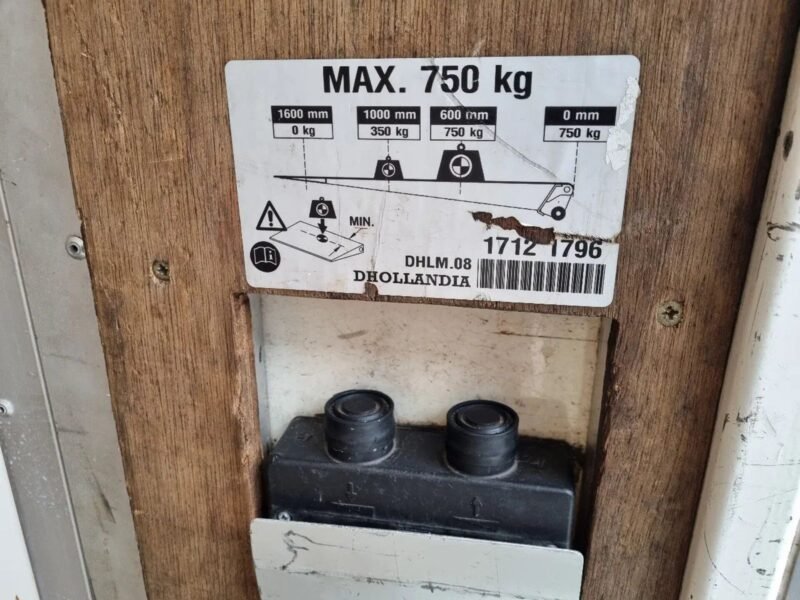 MAX. 750 kg
1600 mm 1000 mm 600 mm 0 mm
0 kg 350 kg 750 kg 750 kg
MIN.
DHLM.08 1712 1796
DHOLLANDIA